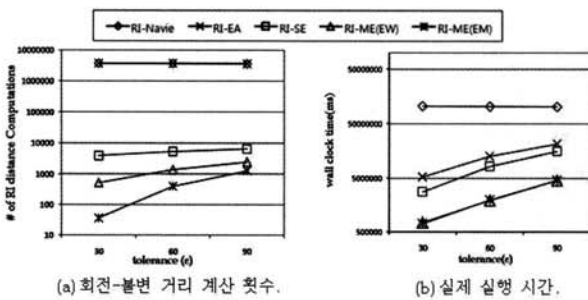 RI-Navie RI-EA RI-SE RI-ME(EW) RI-ME(EM)
# of RI distance Computations
10000000
1000000
100000
10000
1000
100
10
30 60 90
tolerance (ε)
(a) 회전-불변 거리 계산 횟수.
wall clock time(ms)
50000000
50000000
5000000
500000
30 60 90
tolerance(ε)
(b) 실제 실행 시간.